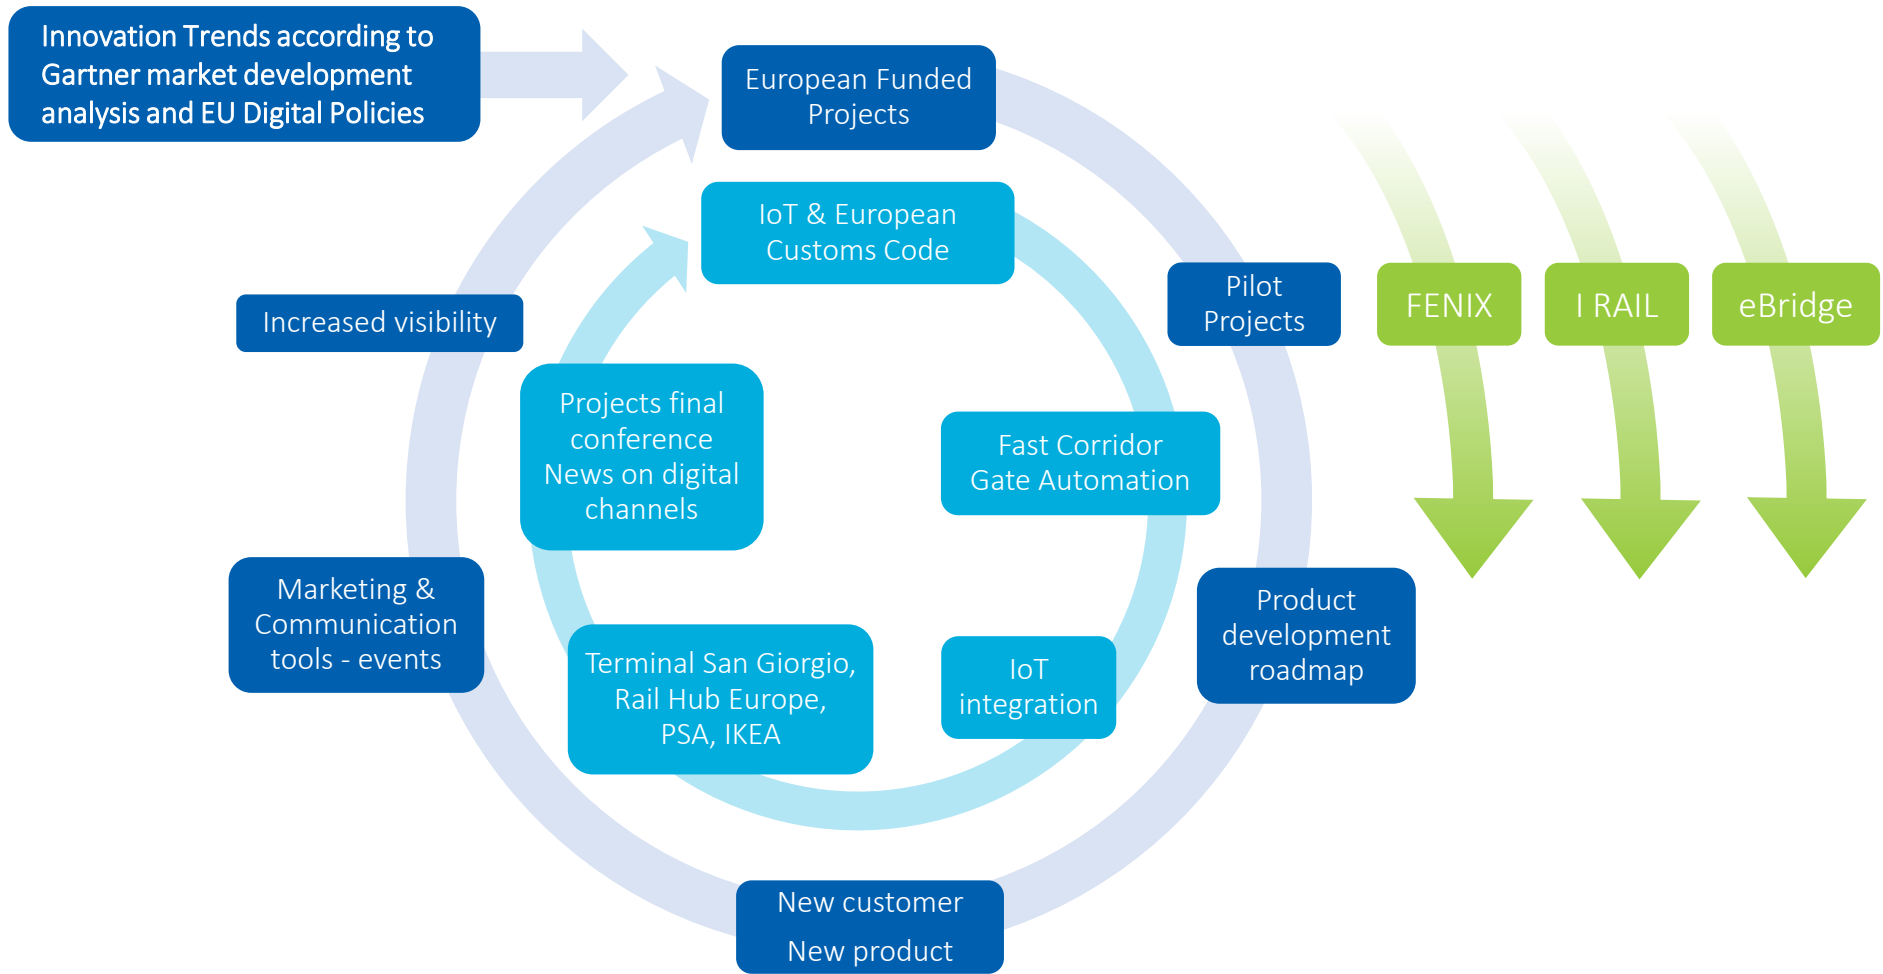 Innovation Trends according to
Gartner market development
analysis and EU Digital Policies
European Funded
Projects
IoT & European
Customs Code
Pilot
Projects
FENIX
I RAIL
eBridge
Increased visibility
Projects final
conference
News on digital
channels
Fast Corridor
Gate Automation
Marketing &
Communication
tools - events
Product
development
roadmap
Terminal San Giorgio,
Rail Hub Europe,
PSA, IKEA
IoT
integration
New customer
New product